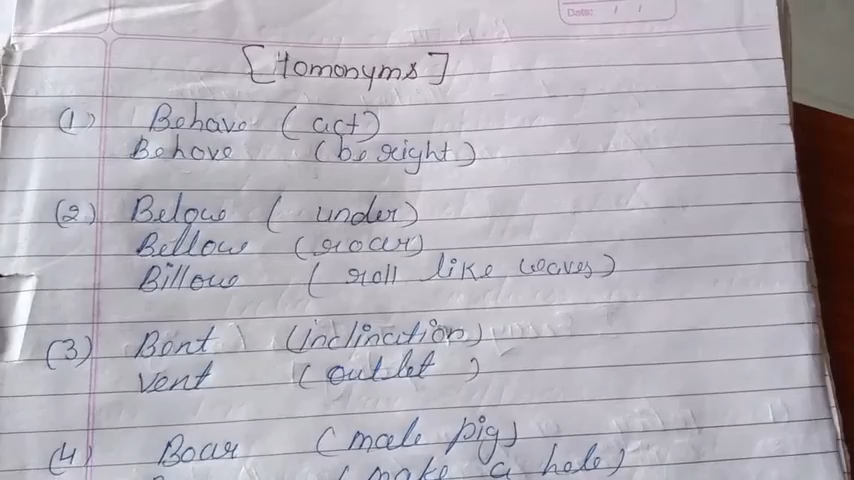 Date: / /
[Homonyms]
(1) Behave (act)
Behove (be right)
(2) Below (under)
Bellow (roar)
Billow (roll like waves)
(3) Bent (inclination)
Vent (outlet)
(4) Boar (male pig)
(make a hole)